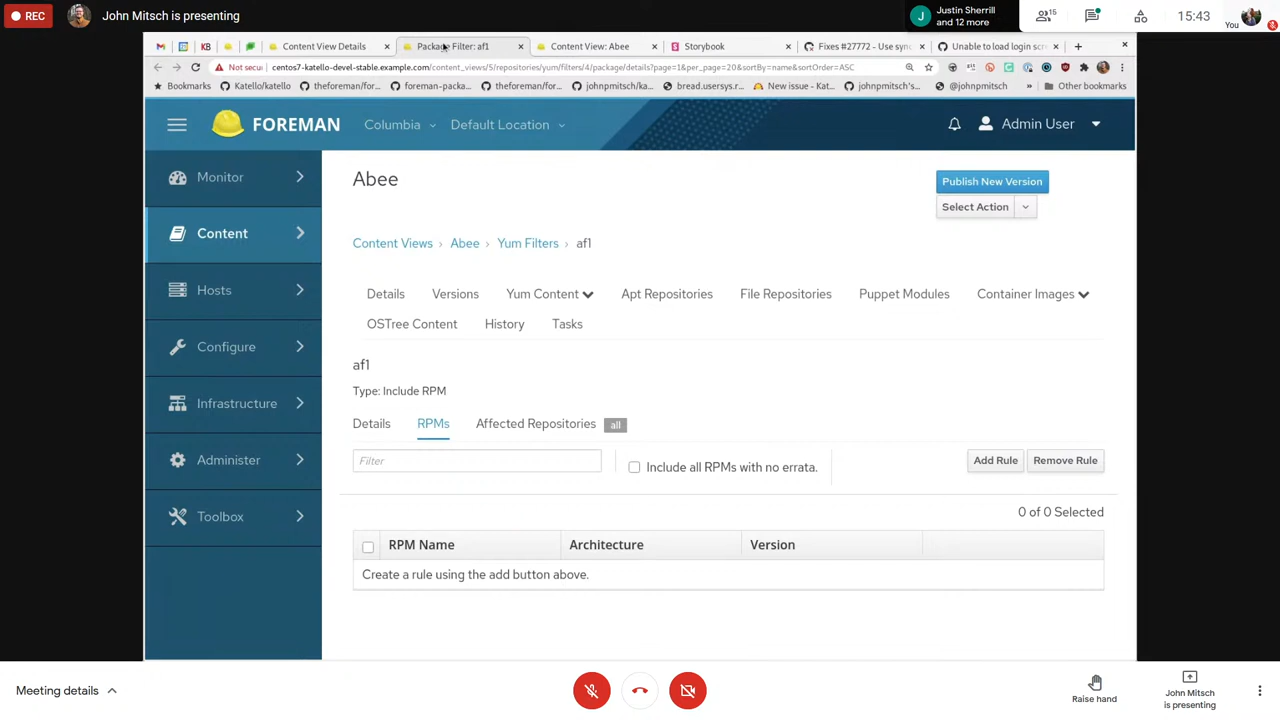 REC
John Mitsch is presenting
J
Justin Sherrill
and 12 more
15
15:43
You
KB
Content View Details
Package Filter: af1
Content View: Abee
Storybook
Fixes #27772 - Use sync
Unable to load login scre
Not secu
centos7-katello-devel-stable.example.com/content_views/5/repositories/yum/filters/4/package/details?page=1&per_page=20&sortBy=name&sortOrder=ASC
Bookmarks
Katello/katello
theforeman/for...
foreman-packa...
theforeman/for...
johnpmitsch/ka...
bread.usersys.r...
New issue - Kat...
johnpmitsch's...
@johnpmitsch
»
Other bookmarks
FOREMAN
Columbia
Default Location
Admin User
Monitor
Content
Hosts
Configure
Infrastructure
Administer
Toolbox
Abee
Publish New Version
Select Action
Content Views › Abee › Yum Filters › af1
Details Versions Yum Content Apt Repositories File Repositories Puppet Modules Container Images
OSTree Content History Tasks
af1
Type: Include RPM
Details RPMs Affected Repositories all
Filter
Include all RPMs with no errata.
Add Rule
Remove Rule
0 of 0 Selected
RPM Name Architecture Version
Create a rule using the add button above.
Meeting details
Raise hand
John Mitsch
is presenting